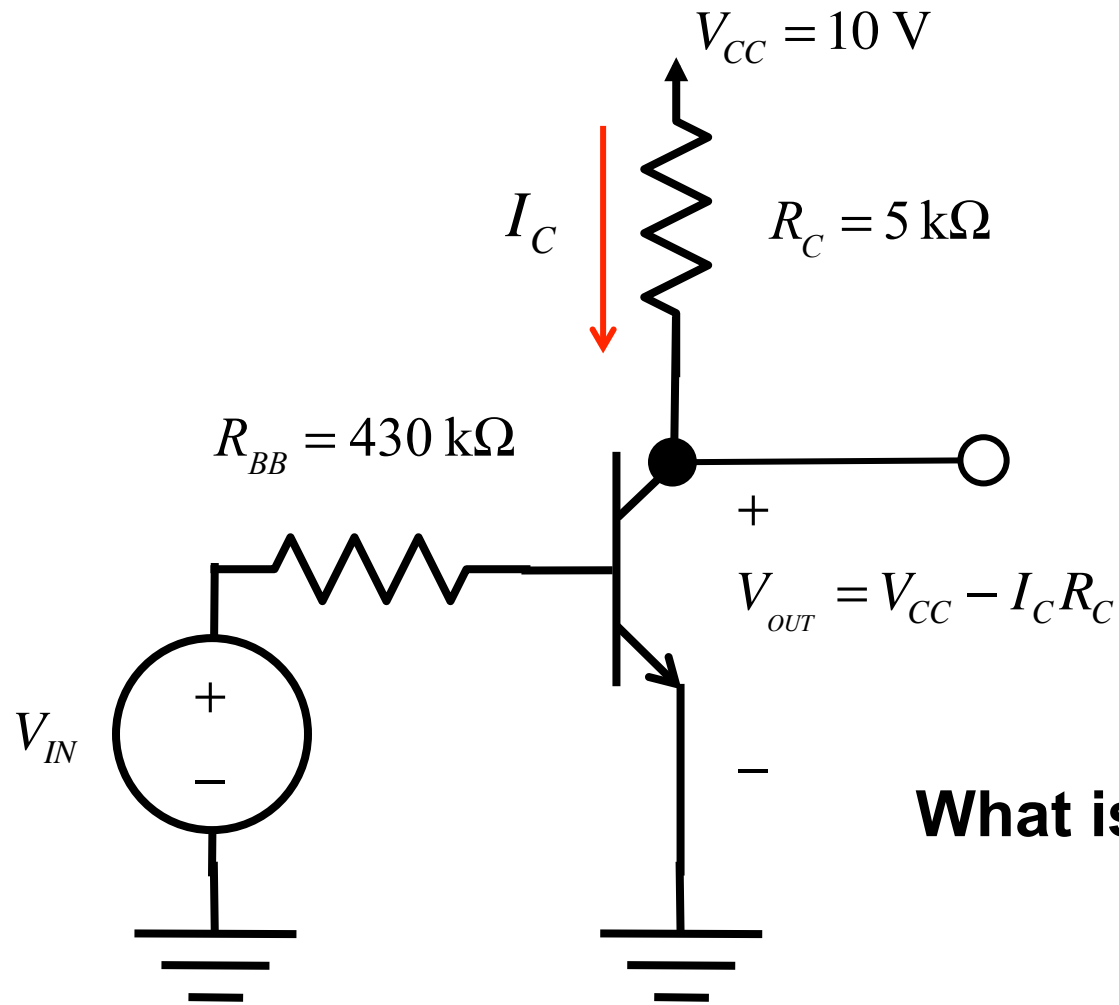 V_CC = 10 V
I_C
R_C = 5 kΩ
R_BB = 430 kΩ
+
V_OUT = V_CC − I_C R_C
−
V_IN
+
−
What is